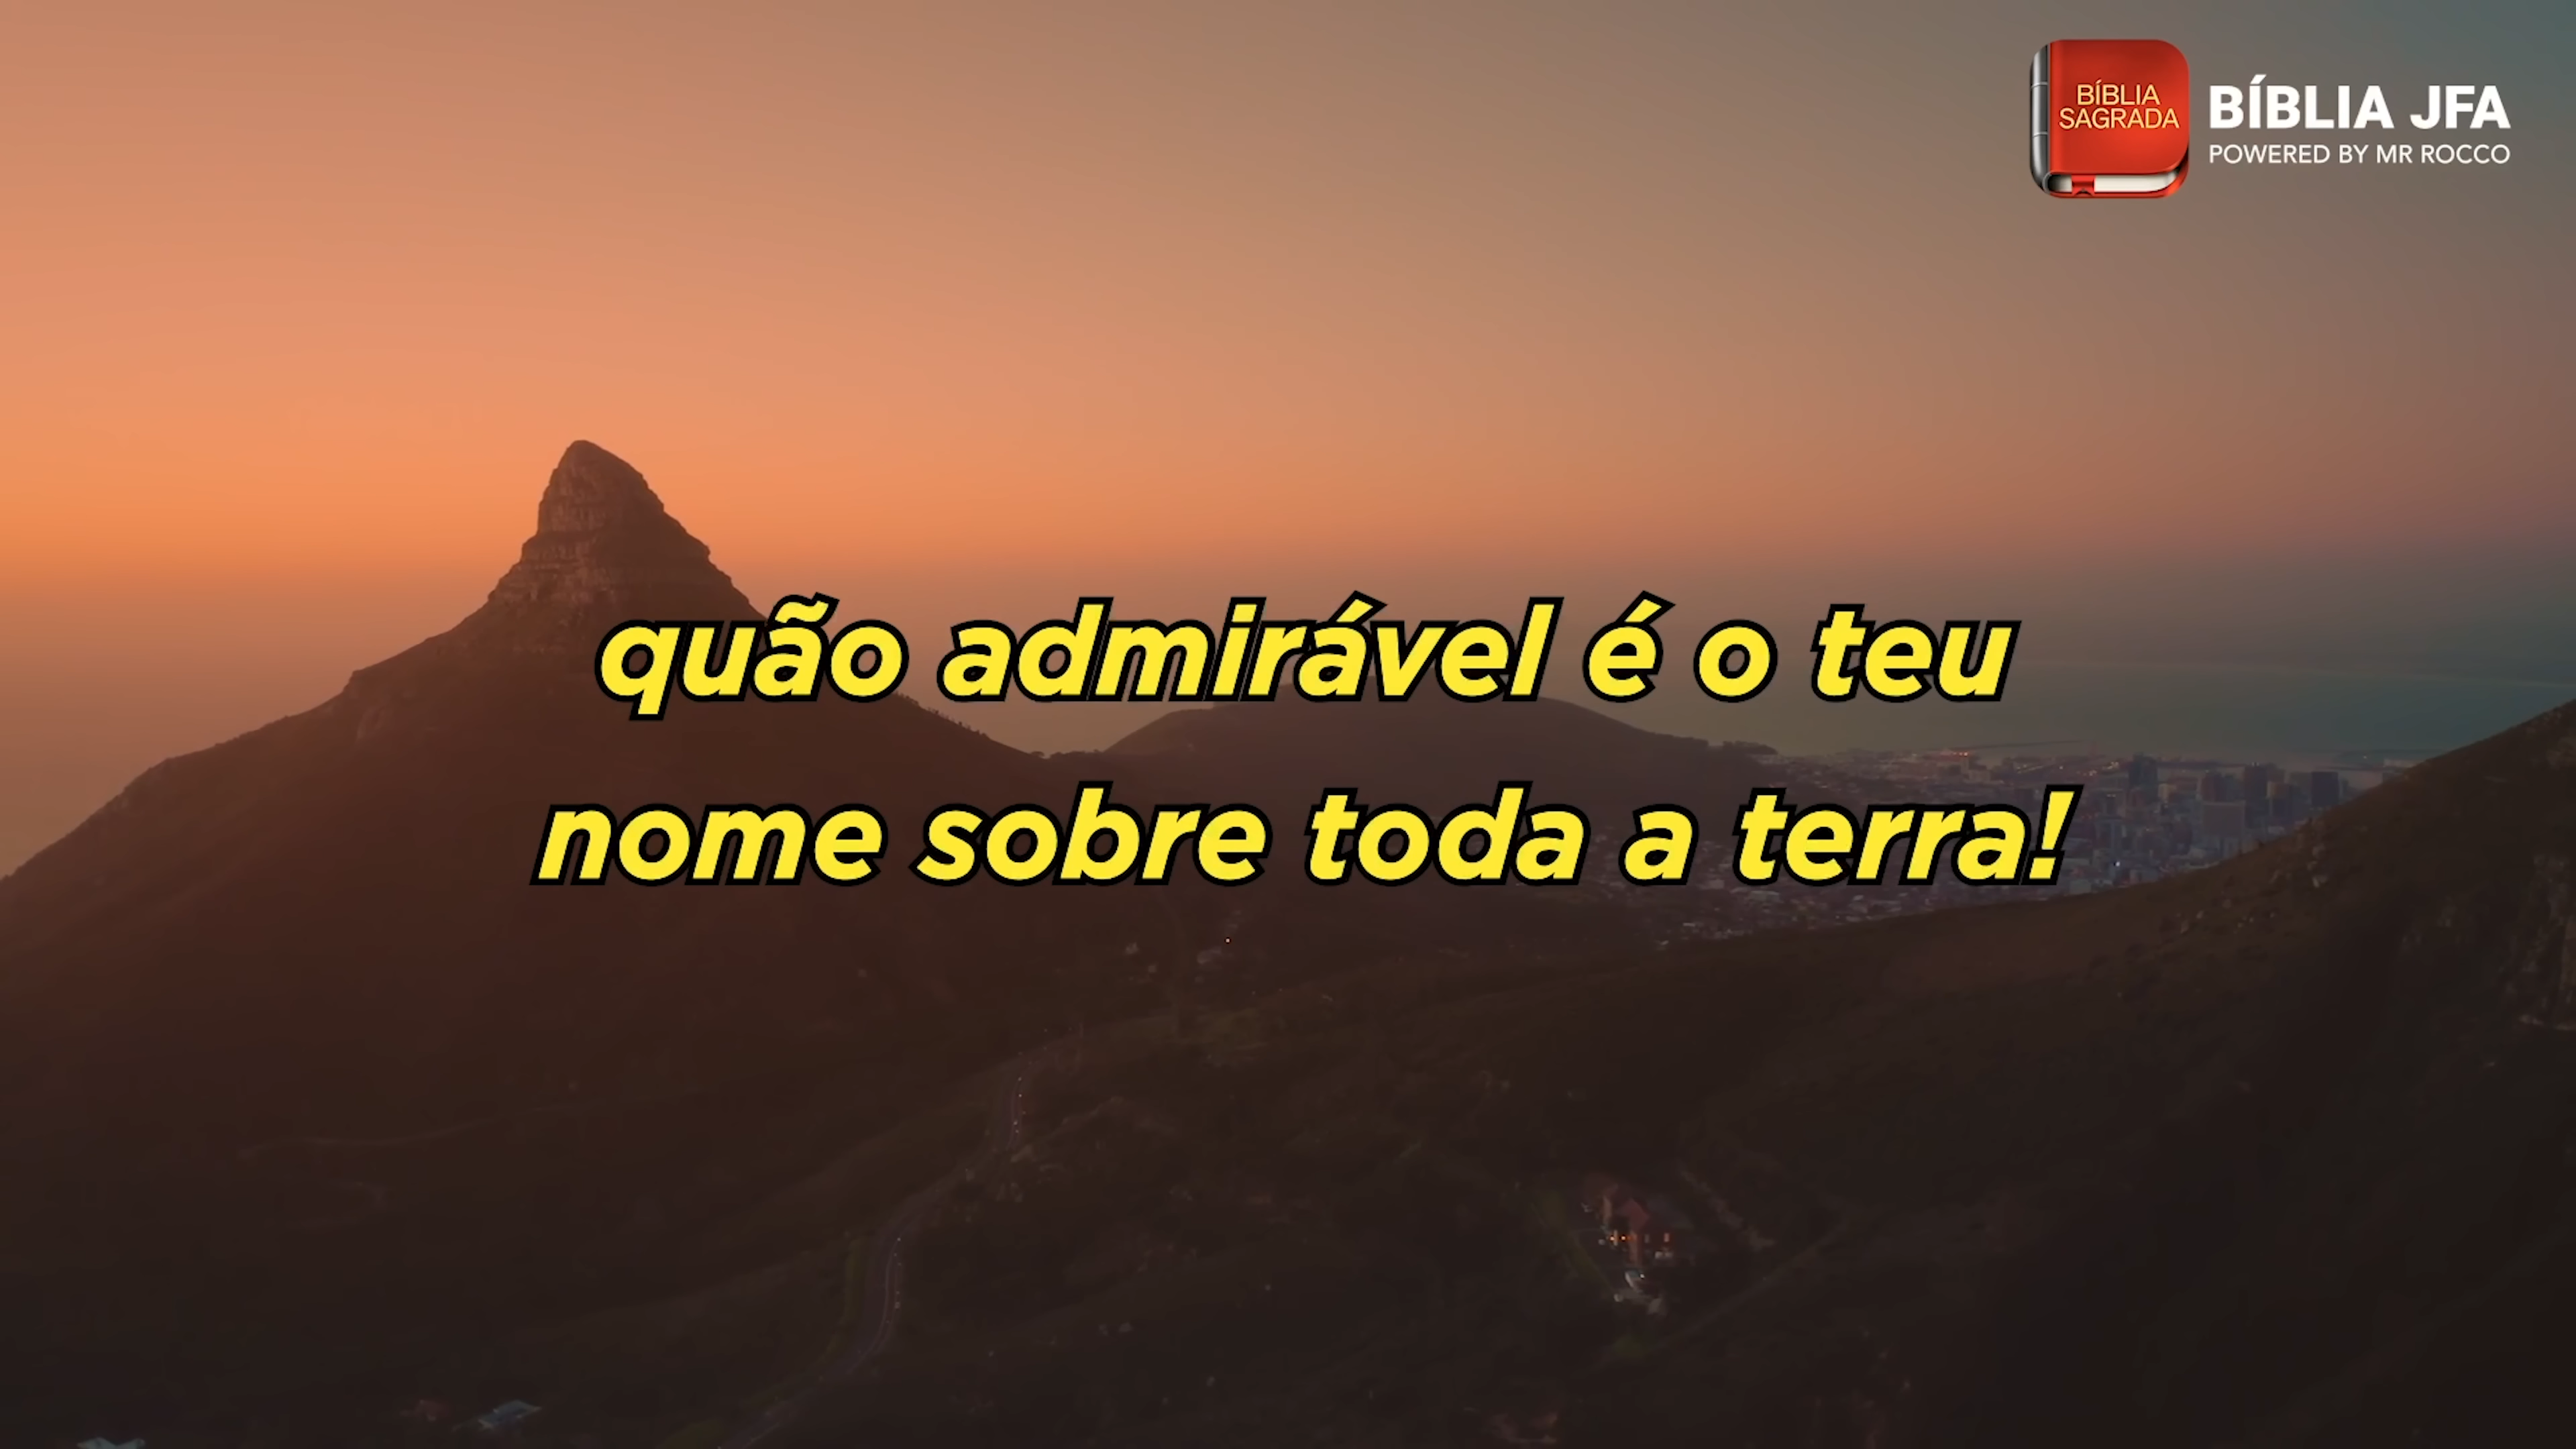 BÍBLIA
SAGRADA
BÍBLIA JFA
POWERED BY MR ROCCO
quão admirável é o teu
nome sobre toda a terra!